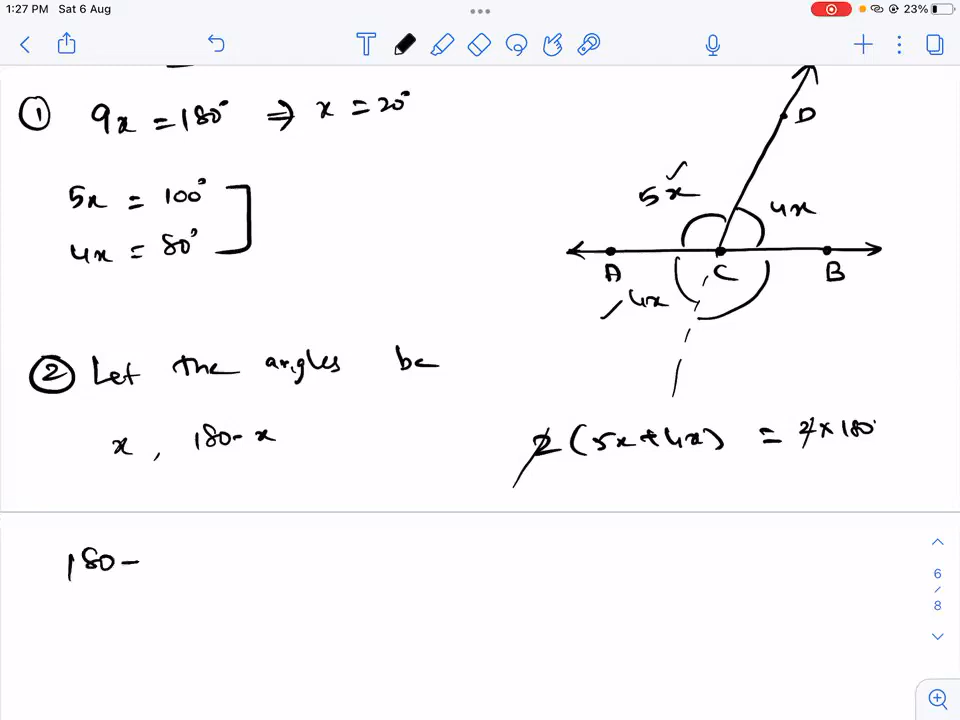 1:27 PM Sat 6 Aug
23%
① 9x = 180° ⇒ x = 20°
5x = 100°
4x = 80°
D
5x
4x
A
C
B
4x
② Let the angles be
x , 180 - x
2(5x + 4x) = 2 × 180°
180 -
6
/
8